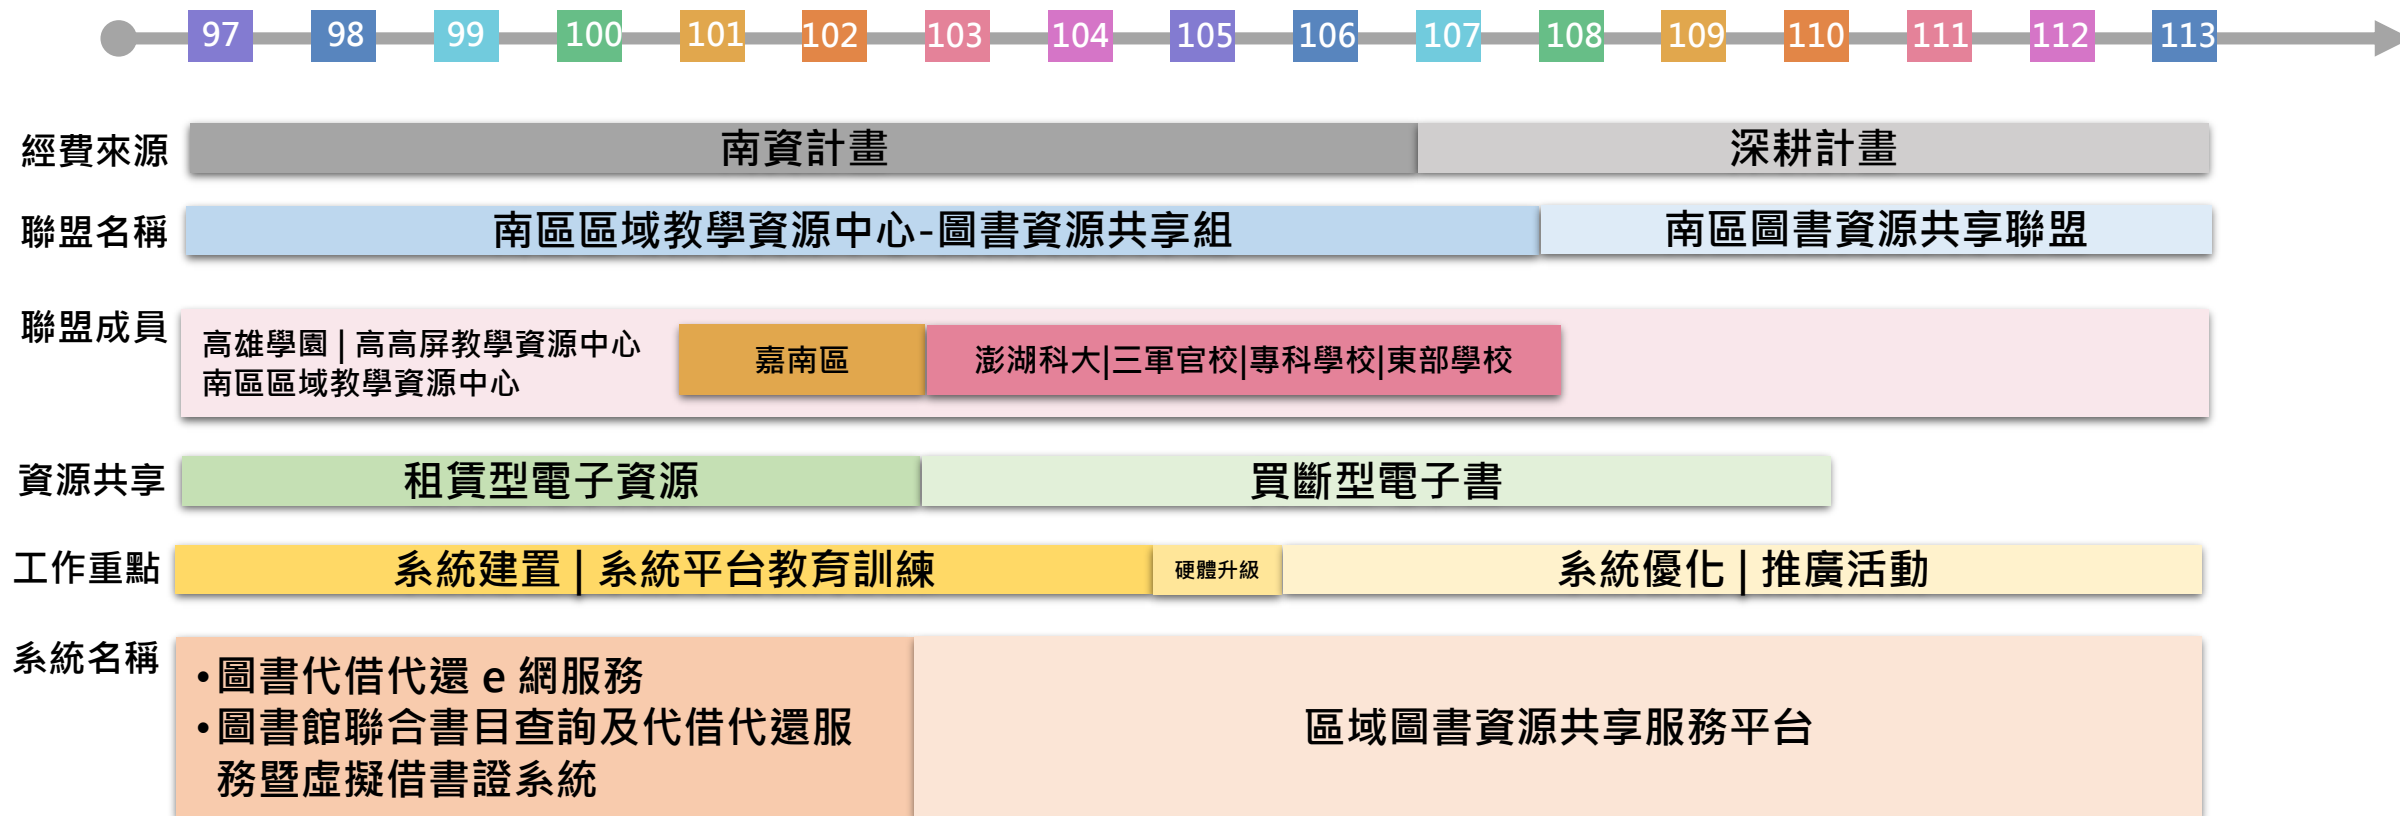 97 98 99 100 101 102 103 104 105 106 107 108 109 110 111 112 113
經費來源 南資計畫 深耕計畫
聯盟名稱 南區區域教學資源中心-圖書資源共享組 南區圖書資源共享聯盟
聯盟成員
高雄學園 | 高高屏教學資源中心
南區區域教學資源中心
嘉南區
澎湖科大|三軍官校|專科學校|東部學校
資源共享 租賃型電子資源 買斷型電子書
工作重點 系統建置 | 系統平台教育訓練 硬體升級 系統優化 | 推廣活動
系統名稱
•圖書代借代還 e 網服務
•圖書館聯合書目查詢及代借代還服
務暨虛擬借書證系統
區域圖書資源共享服務平台